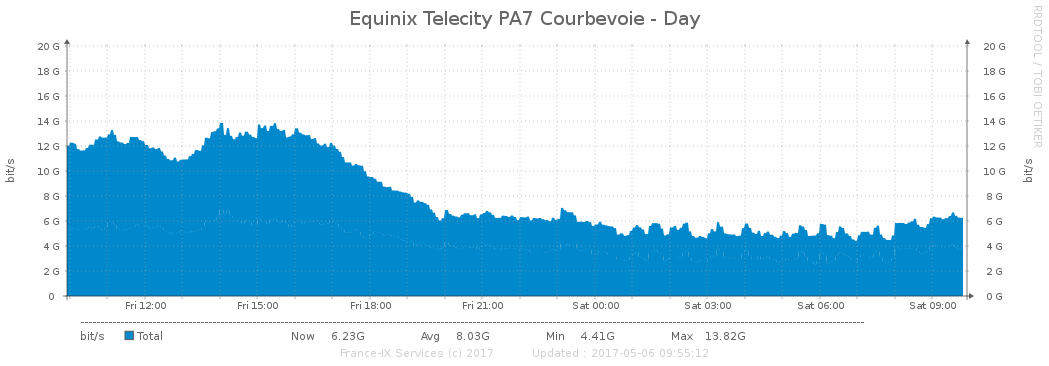 Equinix Telecity PA7 Courbevoie - Day
RRDTOOL / TOBI OETIKER
bit/s
20 G
18 G
16 G
14 G
12 G
10 G
8 G
6 G
4 G
2 G
0
20 G
18 G
16 G
14 G
12 G
10 G
8 G
6 G
4 G
2 G
0 G
bit/s
Fri 12:00 Fri 15:00 Fri 18:00 Fri 21:00 Sat 00:00 Sat 03:00 Sat 06:00 Sat 09:00
bit/s Total Now 6.23G Avg 8.03G Min 4.41G Max 13.82G
France-IX Services (c) 2017 Updated : 2017-05-06 09:55:12